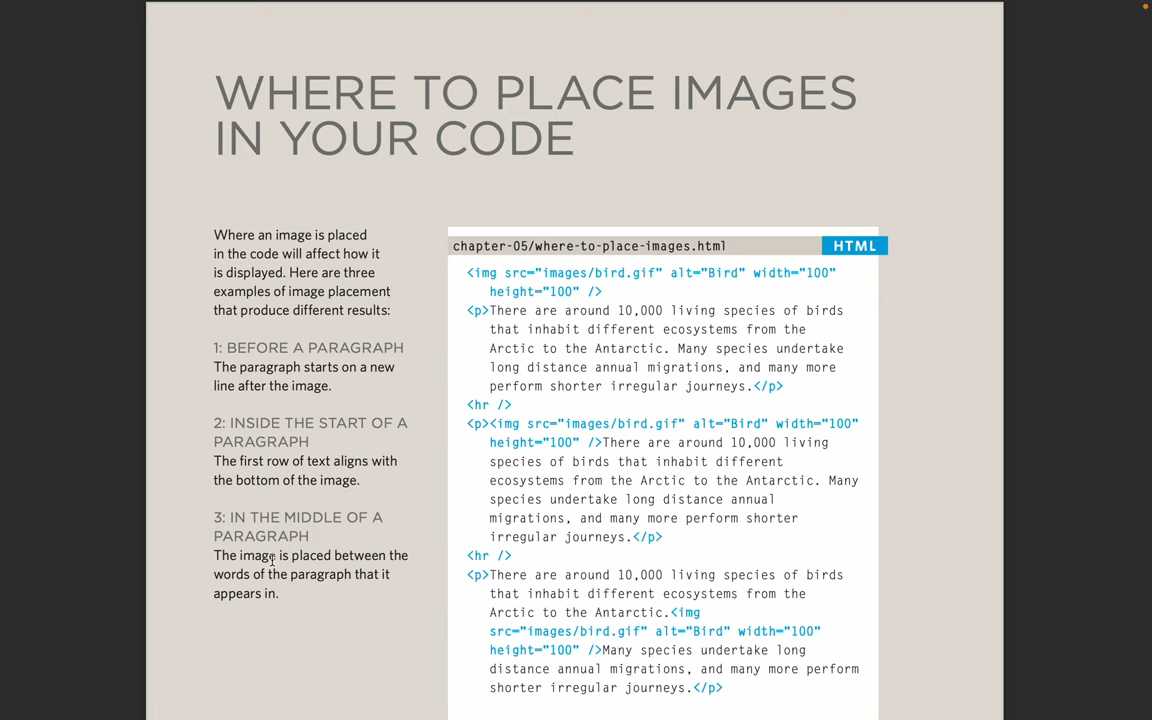 WHERE TO PLACE IMAGES
IN YOUR CODE
Where an image is placed
in the code will affect how it
is displayed. Here are three
examples of image placement
that produce different results:
1: BEFORE A PARAGRAPH
The paragraph starts on a new
line after the image.
2: INSIDE THE START OF A
PARAGRAPH
The first row of text aligns with
the bottom of the image.
3: IN THE MIDDLE OF A
PARAGRAPH
The image is placed between the
words of the paragraph that it
appears in.
chapter-05/where-to-place-images.html HTML
<img src="images/bird.gif" alt="Bird" width="100"
height="100" />
<p>There are around 10,000 living species of birds
that inhabit different ecosystems from the
Arctic to the Antarctic. Many species undertake
long distance annual migrations, and many more
perform shorter irregular journeys.</p>
<hr />
<p><img src="images/bird.gif" alt="Bird" width="100"
height="100" />There are around 10,000 living
species of birds that inhabit different
ecosystems from the Arctic to the Antarctic. Many
species undertake long distance annual
migrations, and many more perform shorter
irregular journeys.</p>
<hr />
<p>There are around 10,000 living species of birds
that inhabit different ecosystems from the
Arctic to the Antarctic.<img
src="images/bird.gif" alt="Bird" width="100"
height="100" />Many species undertake long
distance annual migrations, and many more perform
shorter irregular journeys.</p>